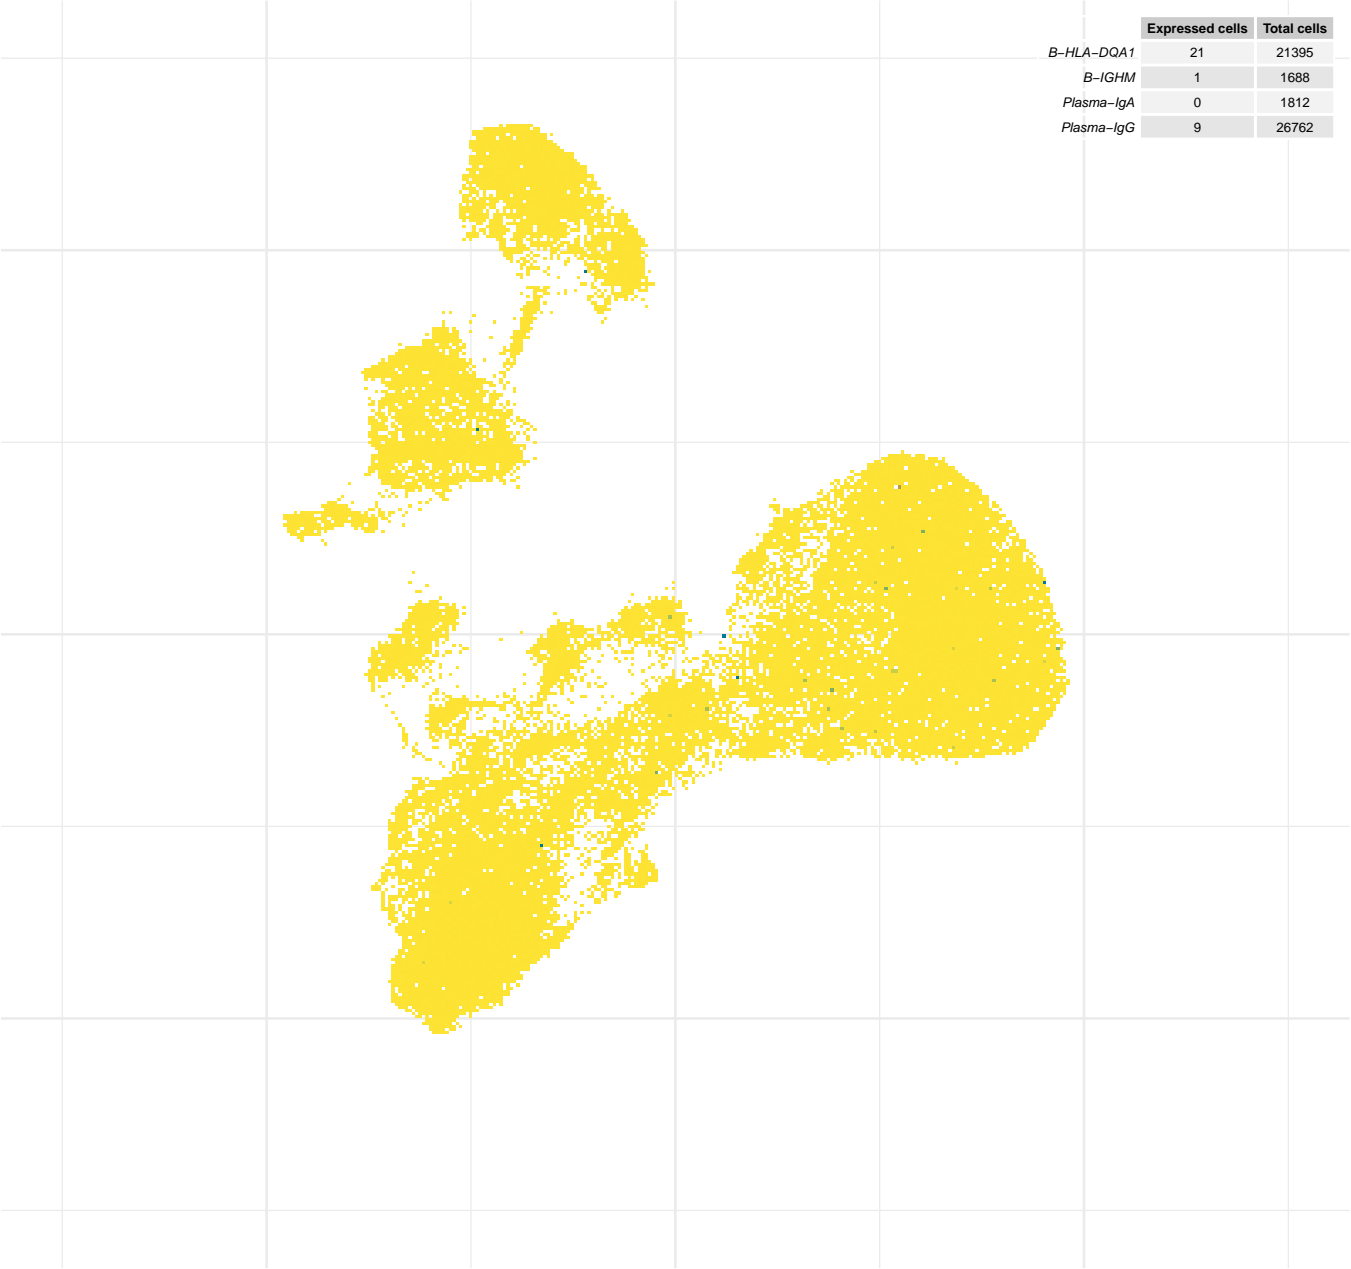 Expressed cells Total cells
B−HLA−DQA1 21 21395
B−IGHM 1 1688
Plasma−IgA 0 1812
Plasma−IgG 9 26762